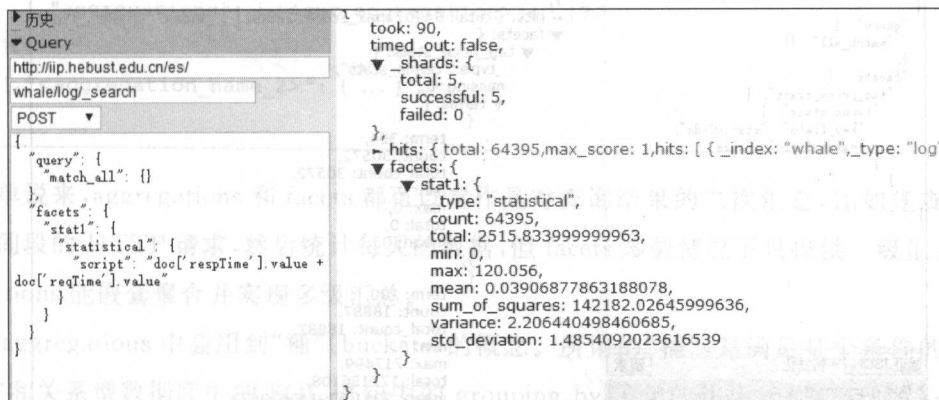 历史
Query
http://iip.hebust.edu.cn/es/
whale/log/_search
POST
{
"query": {
"match_all": {}
},
"facets": {
"stat1": {
"statistical": {
"script": "doc['respTime'].value +
doc['reqTime'].value"
}
}
}
}
{
took: 90,
timed_out: false,
_shards: {
total: 5,
successful: 5,
failed: 0
},
hits: { total: 64395,max_score: 1,hits: [ { _index: "whale",_type: "log"
facets: {
stat1: {
_type: "statistical",
count: 64395,
total: 2515.833999999963,
min: 0,
max: 120.056,
mean: 0.03906877863188078,
sum_of_squares: 142182.02645999636,
variance: 2.206440498460685,
std_deviation: 1.4854092023616539
}
}
}